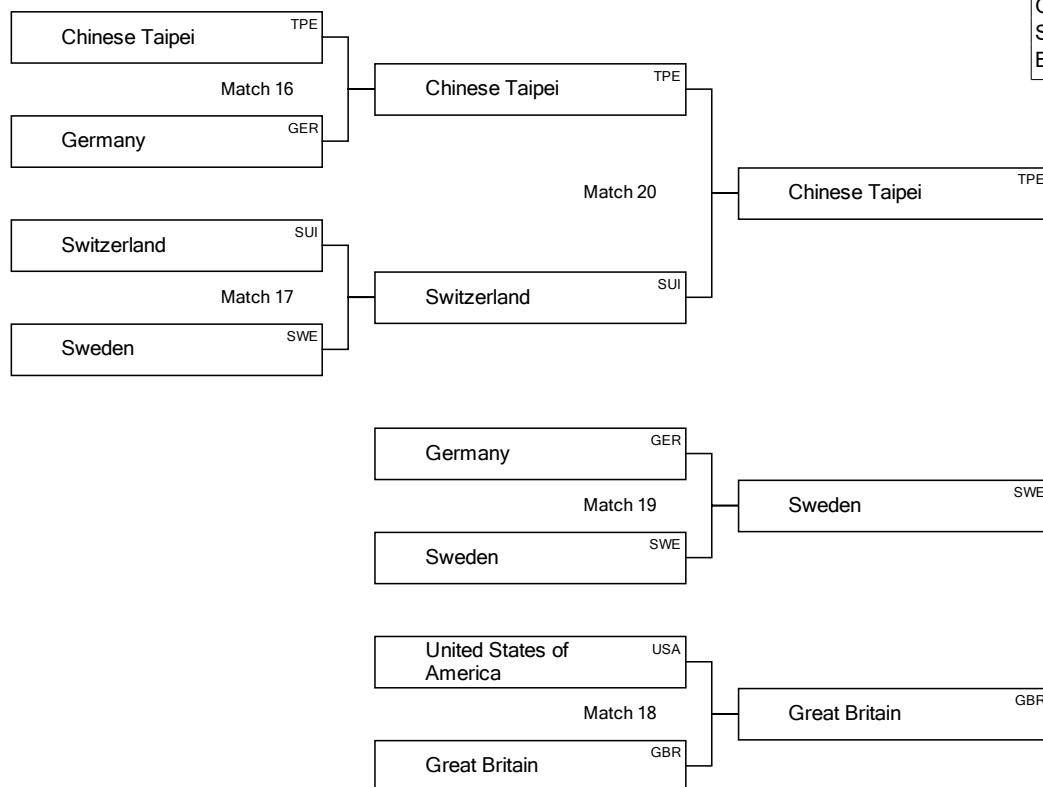 Chinese Taipei TPE
Match 16
Germany GER
Chinese Taipei TPE
Switzerland SUI
Match 17
Sweden SWE
Switzerland SUI
Match 20
Chinese Taipei TPE
Germany GER
Match 19
Sweden SWE
Sweden SWE
United States of USA
America
Match 18
Great Britain GBR
Great Britain GBR